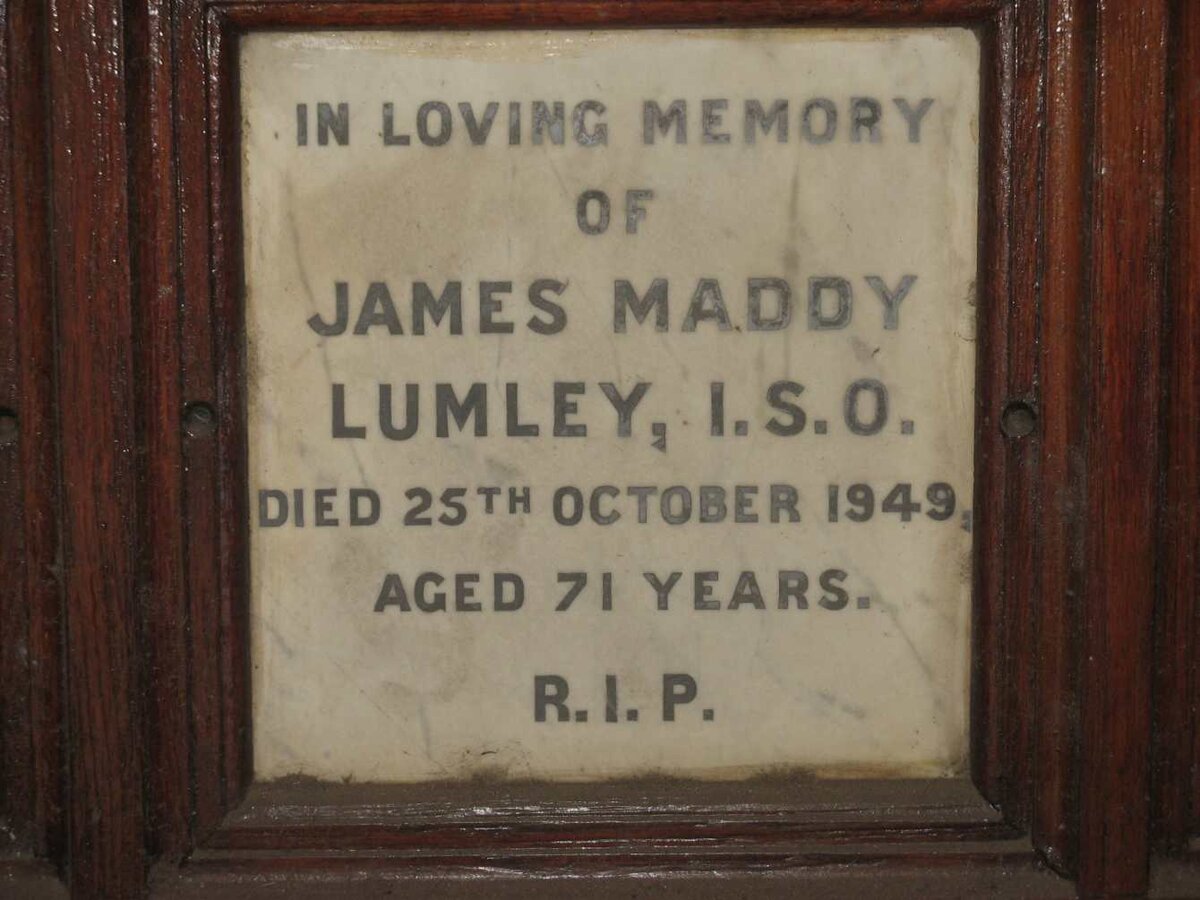 IN LOVING MEMORY
OF
JAMES MADDY
LUMLEY, I.S.O.
DIED 25TH OCTOBER 1949,
AGED 71 YEARS.
R.I.P.